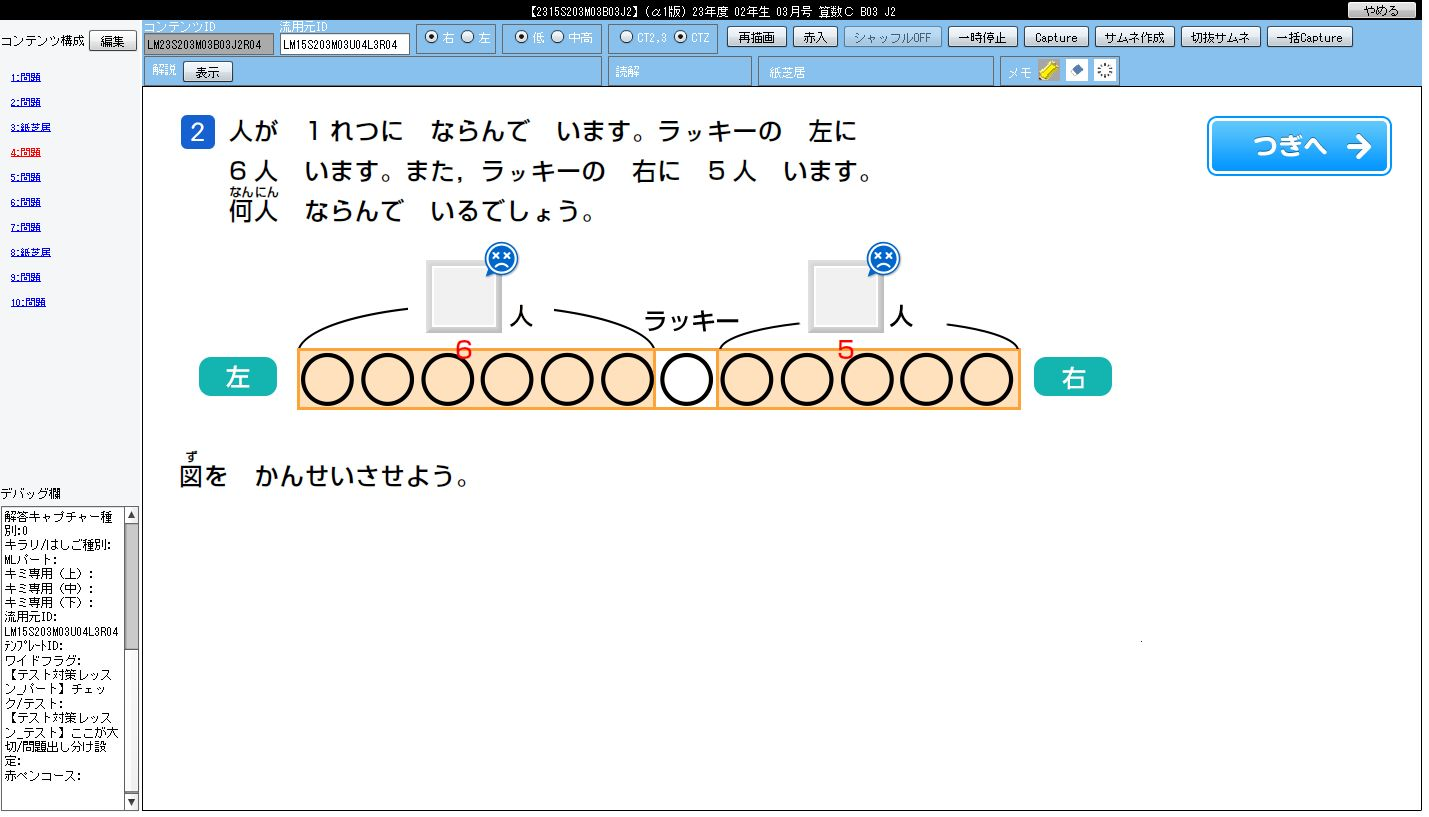 【2315S203M03B03J2】(α1版) 23年度 02年生 03月号 算数C B03 J2
やめる
コンテンツ構成
編集
コンテンツID
流用元ID
LM23S203M03B03J2R04
LM15S203M03U04L3R04
右 左
低 中高
CT2,3 CTZ
再描画
赤入
シャッフルOFF
一時停止
Capture
サムネ作成
切抜サムネ
一括Capture
解説
表示
読解
紙芝居
メモ
1:問題
2:問題
3:紙芝居
4:問題
5:問題
6:問題
7:問題
8:紙芝居
9:問題
10:問題
2 人が 1れつに ならんで います。ラッキーの 左に
6人 います。また,ラッキーの 右に 5人 います。
なんにん
何人 ならんで いるでしょう。
つぎへ
人
ラッキー
人
6
5
左
右
ず
図を かんせいさせよう。
デバッグ欄
解答キャプチャー種
別:0
キラリ/はしご種別:
MLパート:
キミ専用（上）:
キミ専用（中）:
キミ専用（下）:
流用元ID:
LM15S203M03U04L3R04
ﾃﾝﾌﾟﾚｰﾄID:
ワイドフラグ:
【テスト対策レッス
ン_パート】チェッ
ク/テスト:
【テスト対策レッス
ン_テスト】ここが大
切/問題出し分け設
定:
赤ペンコース: